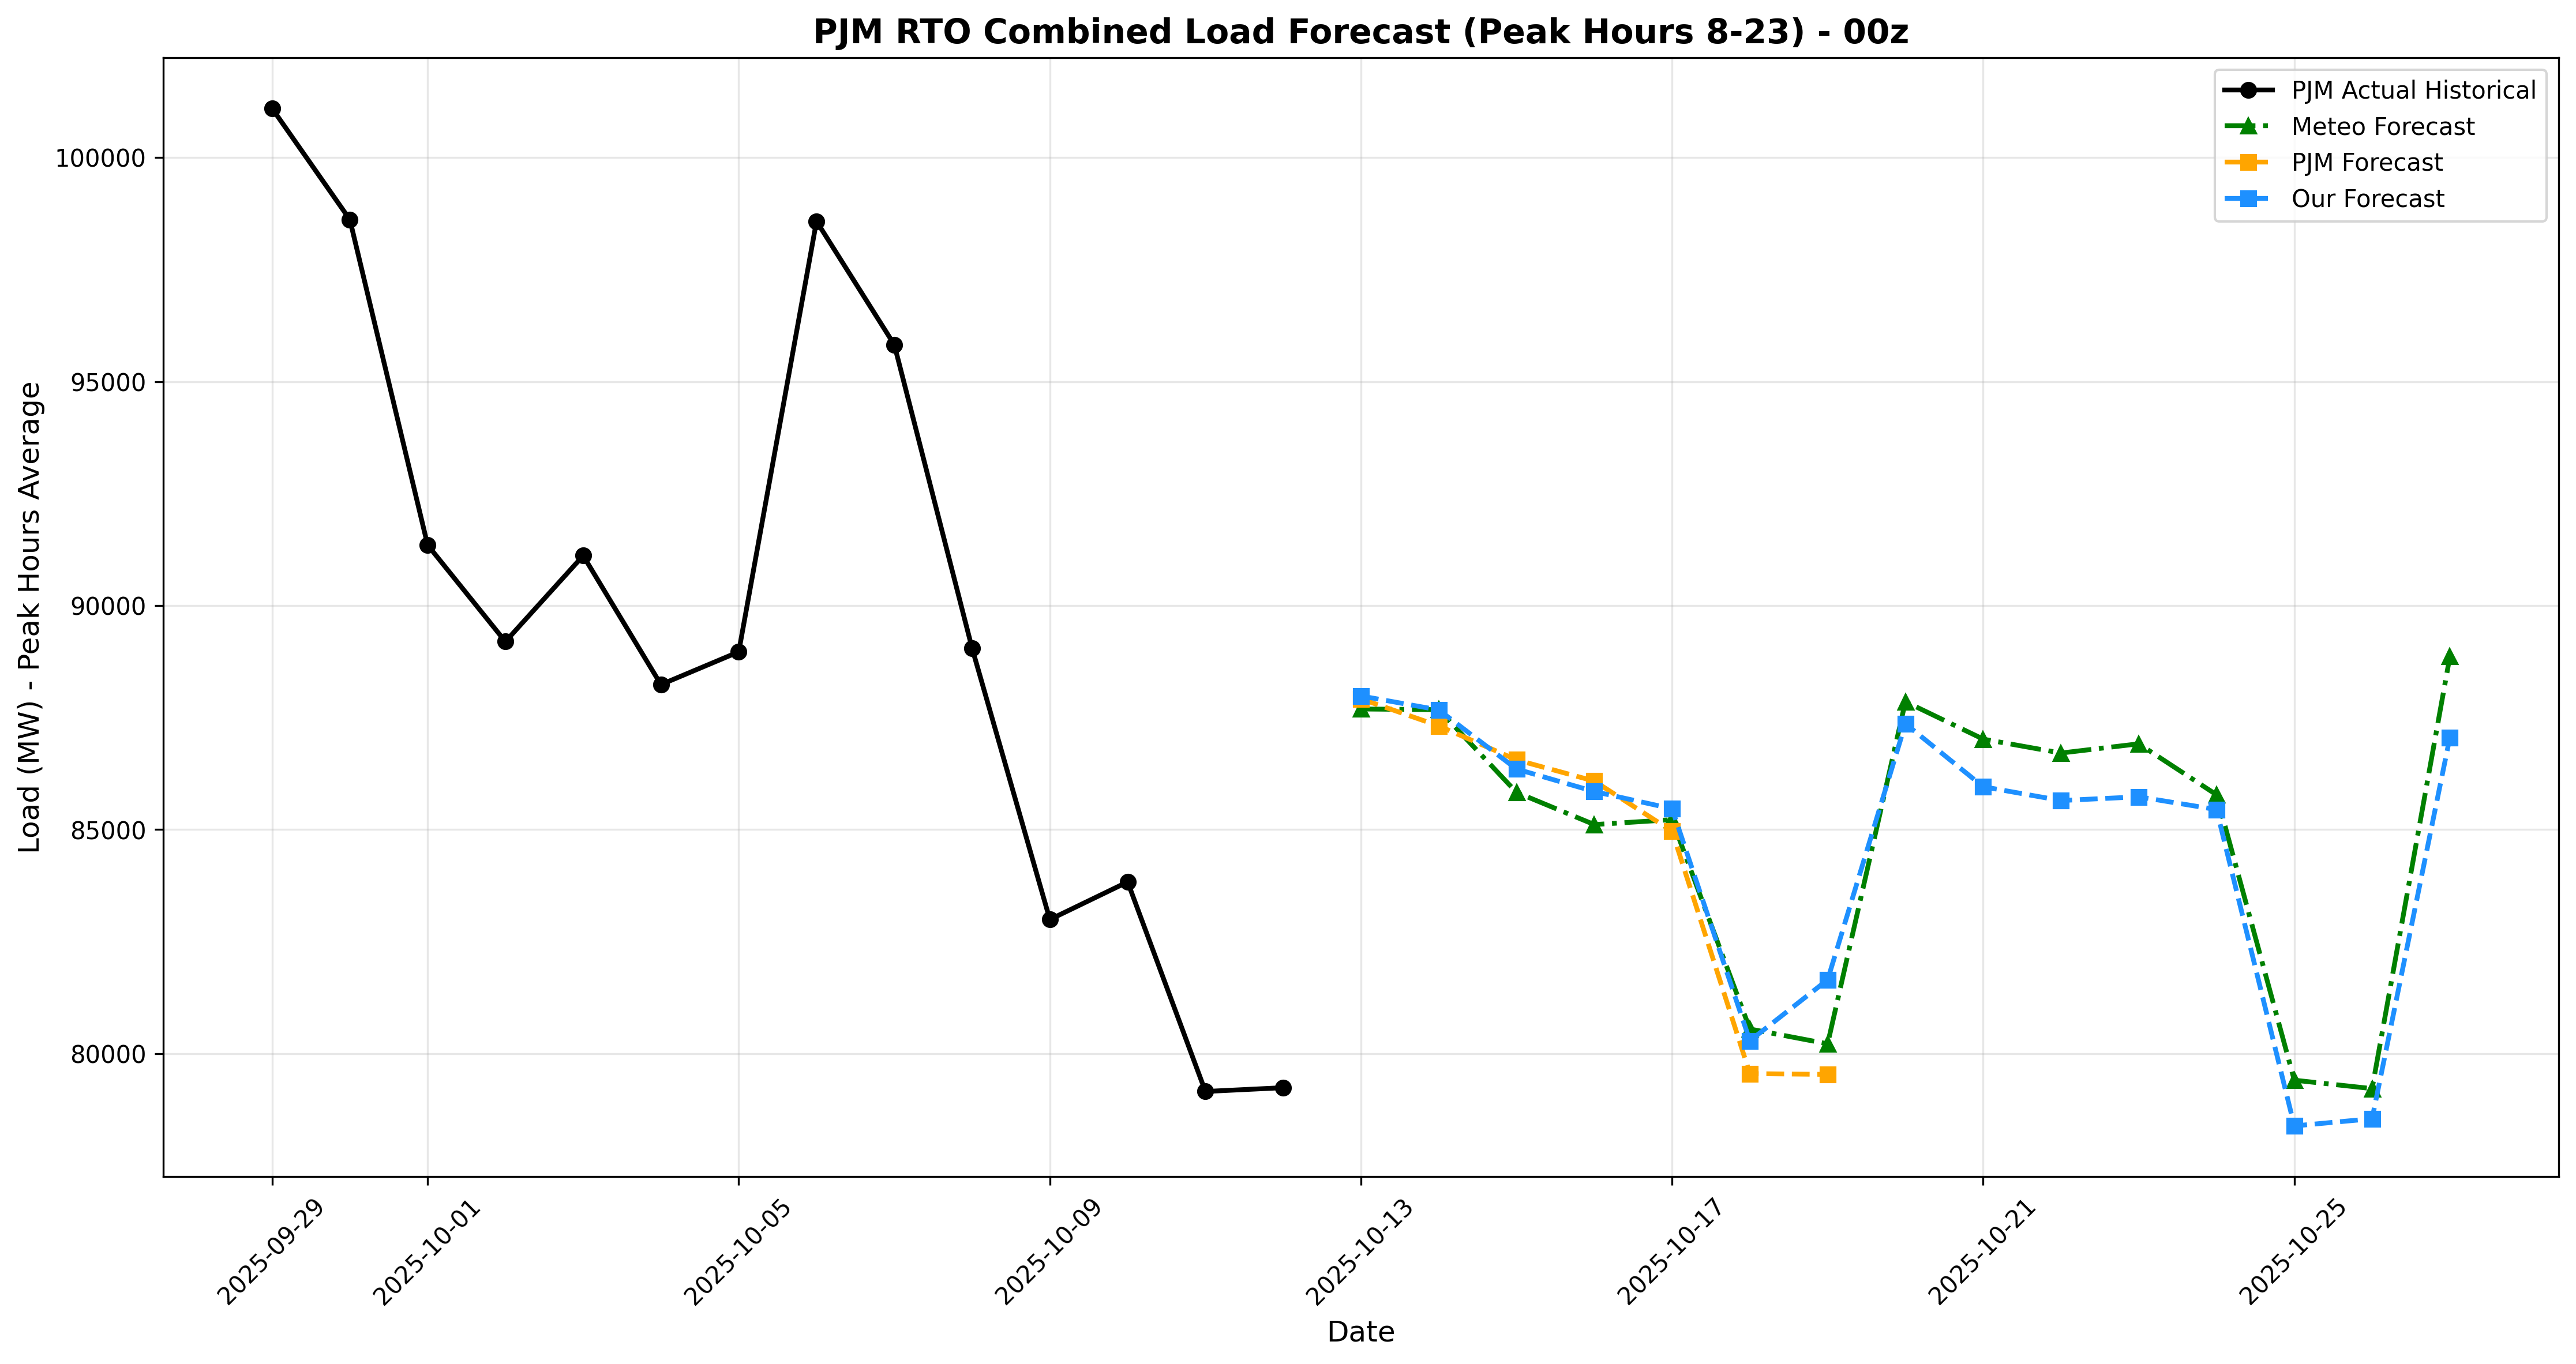 PJM RTO Combined Load Forecast (Peak Hours 8-23) - 00z
PJM Actual Historical
Meteo Forecast
PJM Forecast
Our Forecast
Load (MW) - Peak Hours Average
100000
95000
90000
85000
80000
2025-09-29
2025-10-01
2025-10-05
2025-10-09
2025-10-13
2025-10-17
2025-10-21
2025-10-25
Date